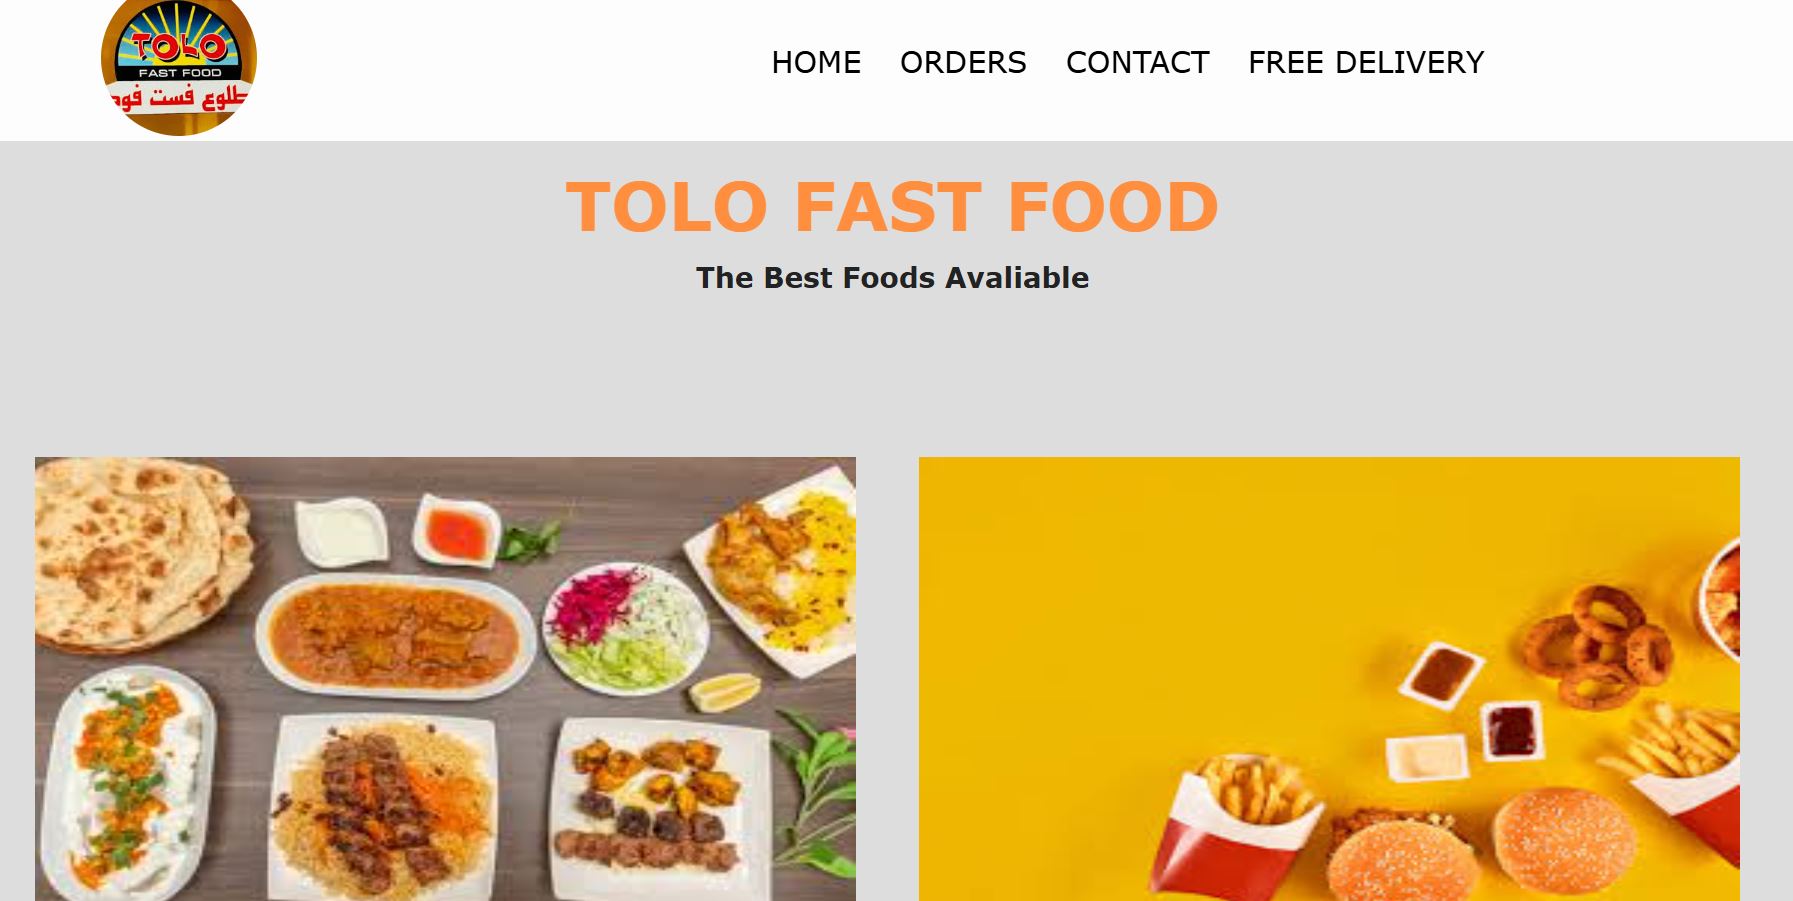 TOLO
FAST FOOD
طلوع فست فود
HOME ORDERS CONTACT FREE DELIVERY
TOLO FAST FOOD
The Best Foods Avaliable